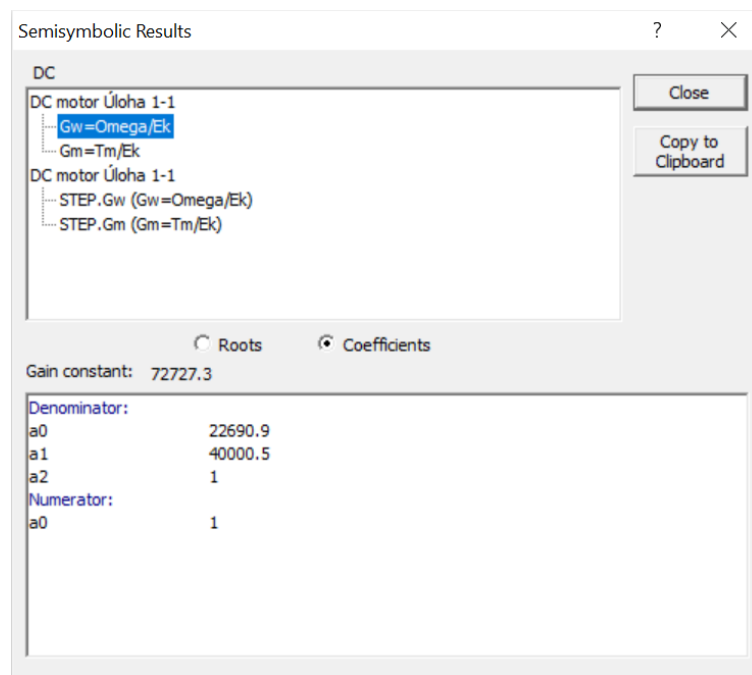 Semisymbolic Results
?
DC
DC motor Úloha 1-1
Gw=Omega/Ek
Gm=Tm/Ek
DC motor Úloha 1-1
STEP.Gw (Gw=Omega/Ek)
STEP.Gm (Gm=Tm/Ek)
Close
Copy to
Clipboard
Roots
Coefficients
Gain constant: 72727.3
Denominator:
a0 22690.9
a1 40000.5
a2 1
Numerator:
a0 1